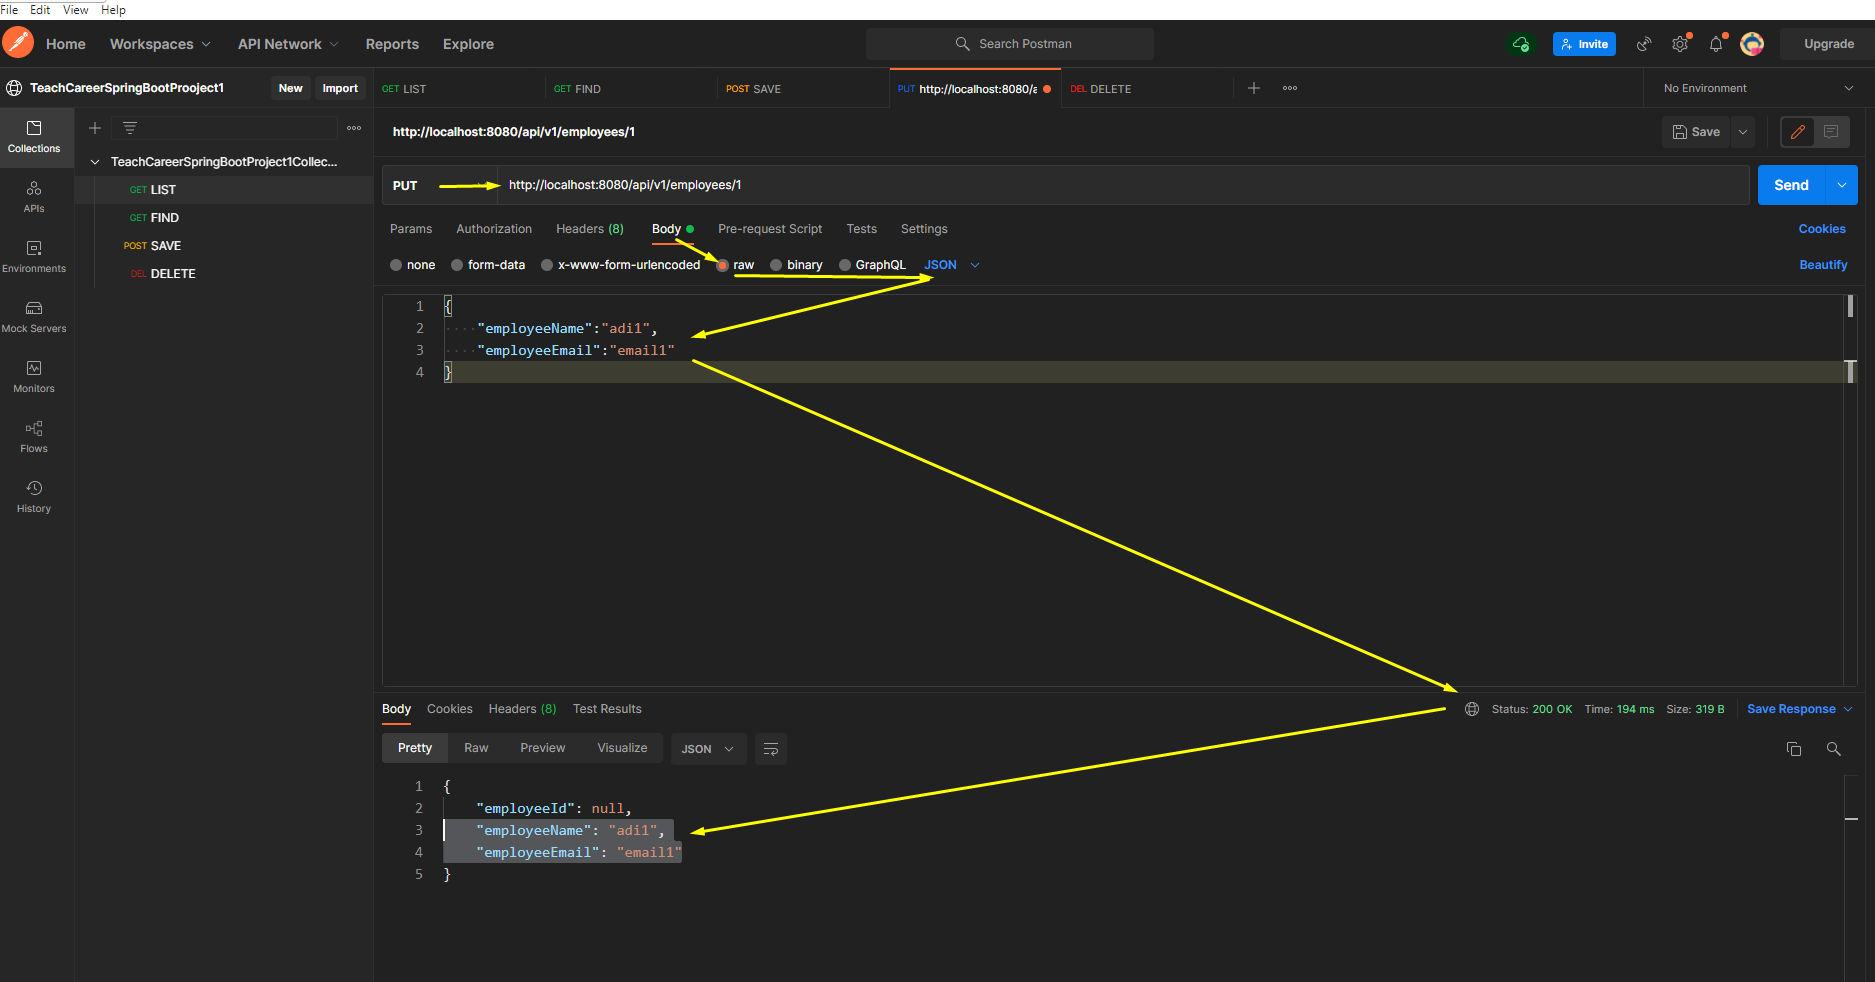 File Edit View Help
Home Workspaces API Network Reports Explore Search Postman Invite Upgrade
TeachCareerSpringBootProoject1 New Import GET LIST GET FIND POST SAVE PUT http://localhost:8080/a DEL DELETE No Environment
http://localhost:8080/api/v1/employees/1 Save
Collections
TeachCareerSpringBootProject1Collec...
GET LIST
GET FIND
POST SAVE
DEL DELETE
APIs
Environments
Mock Servers
Monitors
Flows
History
PUT http://localhost:8080/api/v1/employees/1 Send
Params Authorization Headers (8) Body Pre-request Script Tests Settings Cookies
none form-data x-www-form-urlencoded raw binary GraphQL JSON Beautify
1 {
2 "employeeName":"adi1",
3 "employeeEmail":"email1"
4 }
Body Cookies Headers (8) Test Results Status: 200 OK Time: 194 ms Size: 319 B Save Response
Pretty Raw Preview Visualize JSON
1 {
2 "employeeId": null,
3 "employeeName": "adi1",
4 "employeeEmail": "email1"
5 }